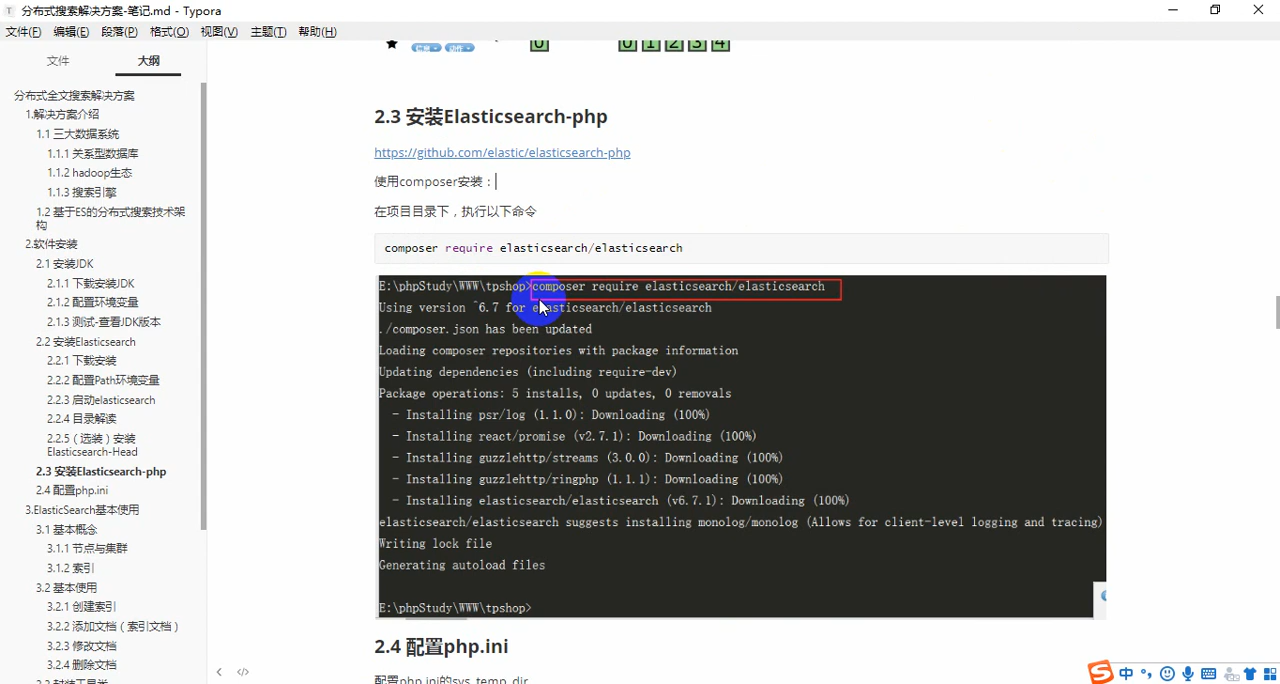 分布式搜索解决方案-笔记.md - Typora
文件(F) 编辑(E) 段落(P) 格式(O) 视图(V) 主题(T) 帮助(H)
文件 大纲
分布式全文搜索解决方案
1.解决方案介绍
1.1 三大数据系统
1.1.1 关系型数据库
1.1.2 hadoop生态
1.1.3 搜索引擎
1.2 基于ES的分布式搜索技术架
构
2.软件安装
2.1 安装JDK
2.1.1 下载安装JDK
2.1.2 配置环境变量
2.1.3 测试-查看JDK版本
2.2 安装Elasticsearch
2.2.1 下载安装
2.2.2 配置Path环境变量
2.2.3 启动elasticsearch
2.2.4 目录解读
2.2.5（选装）安装
Elasticsearch-Head
2.3 安装Elasticsearch-php
2.4 配置php.ini
3.ElasticSearch基本使用
3.1 基本概念
3.1.1 节点与集群
3.1.2 索引
3.2 基本使用
3.2.1 创建索引
3.2.2 添加文档（索引文档）
3.2.3 修改文档
3.2.4 删除文档
信息 动作 0 0 1 2 3 4
2.3 安装Elasticsearch-php
https://github.com/elastic/elasticsearch-php
使用composer安装：
在项目目录下，执行以下命令
composer require elasticsearch/elasticsearch
E:\phpStudy\WWW\tpshop>composer require elasticsearch/elasticsearch
Using version ^6.7 for elasticsearch/elasticsearch
./composer.json has been updated
Loading composer repositories with package information
Updating dependencies (including require-dev)
Package operations: 5 installs, 0 updates, 0 removals
- Installing psr/log (1.1.0): Downloading (100%)
- Installing react/promise (v2.7.1): Downloading (100%)
- Installing guzzlehttp/streams (3.0.0): Downloading (100%)
- Installing guzzlehttp/ringphp (1.1.1): Downloading (100%)
- Installing elasticsearch/elasticsearch (v6.7.1): Downloading (100%)
elasticsearch/elasticsearch suggests installing monolog/monolog (Allows for client-level logging and tracing)
Writing lock file
Generating autoload files
E:\phpStudy\WWW\tpshop>
2.4 配置php.ini
配置php.ini的sys_temp_dir
中